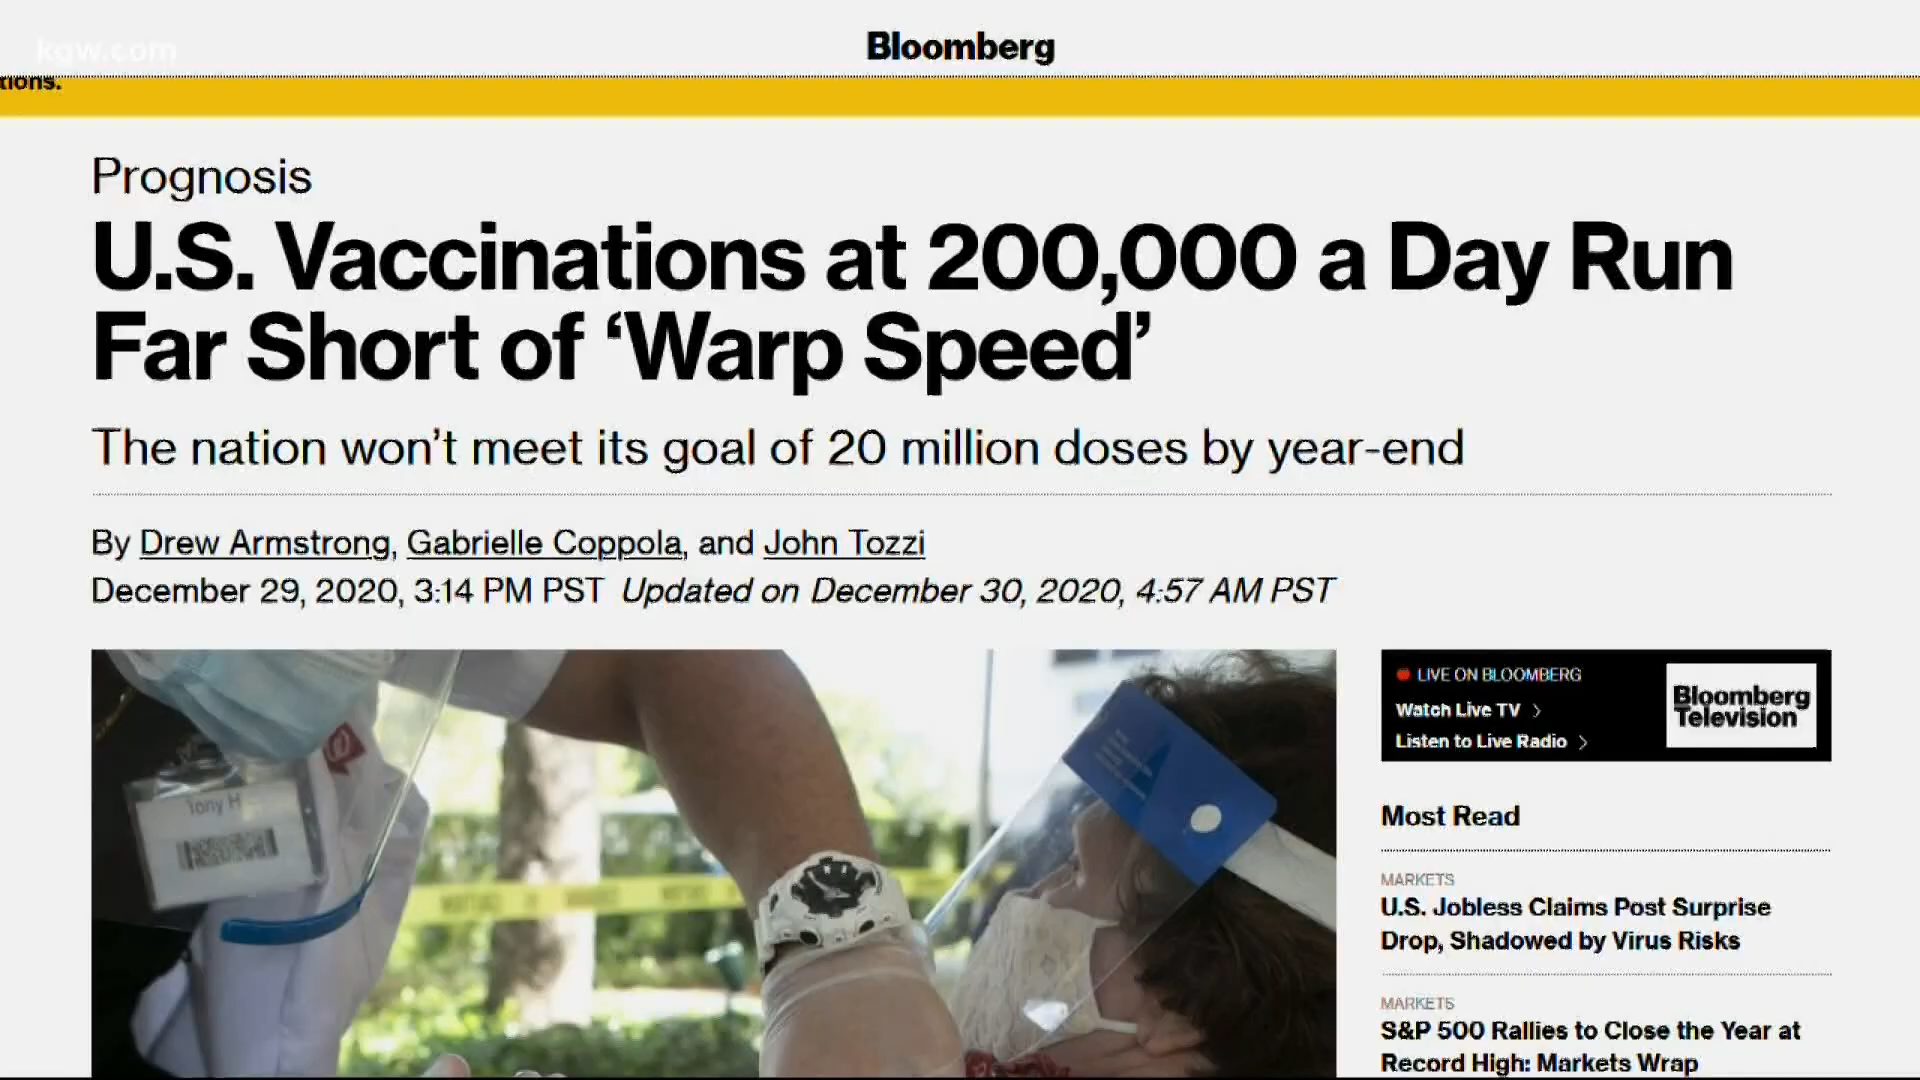 kgw.com
Bloomberg
tions.
Prognosis
U.S. Vaccinations at 200,000 a Day Run
Far Short of ‘Warp Speed’
The nation won’t meet its goal of 20 million doses by year-end
By Drew Armstrong, Gabrielle Coppola, and John Tozzi
December 29, 2020, 3:14 PM PST Updated on December 30, 2020, 4:57 AM PST
Tony H
LIVE ON BLOOMBERG
Watch Live TV
Listen to Live Radio
Bloomberg
Television
Most Read
MARKETS
U.S. Jobless Claims Post Surprise
Drop, Shadowed by Virus Risks
MARKETS
S&P 500 Rallies to Close the Year at
Record High: Markets Wrap